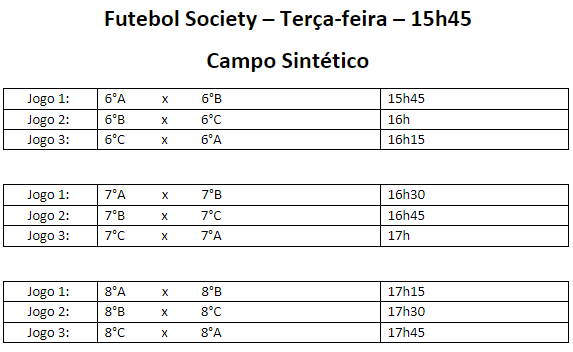 Futebol Society – Terça-feira – 15h45
Campo Sintético
Jogo 1: 6°A x 6°B 15h45
Jogo 2: 6°B x 6°C 16h
Jogo 3: 6°C x 6°A 16h15
Jogo 1: 7°A x 7°B 16h30
Jogo 2: 7°B x 7°C 16h45
Jogo 3: 7°C x 7°A 17h
Jogo 1: 8°A x 8°B 17h15
Jogo 2: 8°B x 8°C 17h30
Jogo 3: 8°C x 8°A 17h45